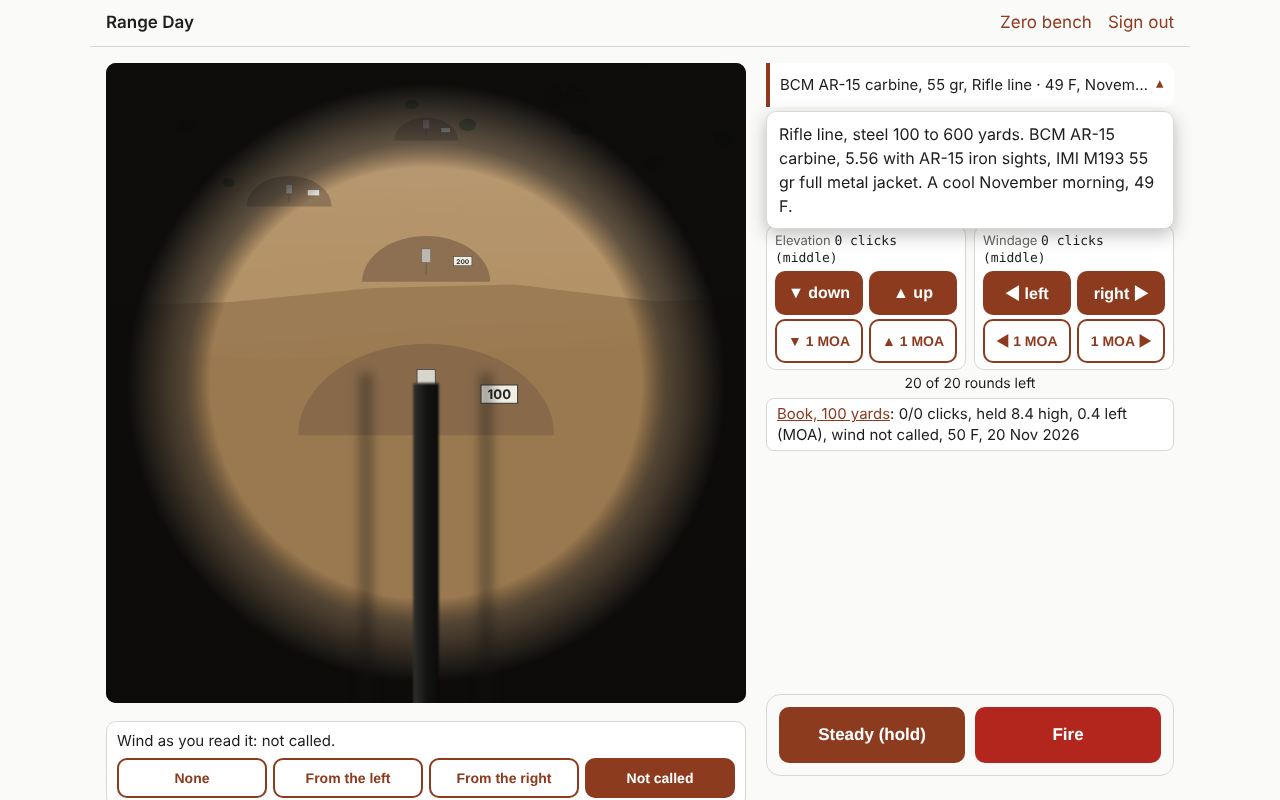 Range Day
Zero bench Sign out
BCM AR-15 carbine, 55 gr, Rifle line · 49 F, Novem... ▲
Rifle line, steel 100 to 600 yards. BCM AR-15
carbine, 5.56 with AR-15 iron sights, IMI M193 55
gr full metal jacket. A cool November morning, 49
F.
Elevation 0 clicks
(middle)
▼ down ▲ up
▼ 1 MOA ▲ 1 MOA
Windage 0 clicks
(middle)
◀ left right ▶
◀ 1 MOA 1 MOA ▶
20 of 20 rounds left
Book, 100 yards: 0/0 clicks, held 8.4 high, 0.4 left
(MOA), wind not called, 50 F, 20 Nov 2026
200
100
Steady (hold) Fire
Wind as you read it: not called.
None From the left From the right Not called